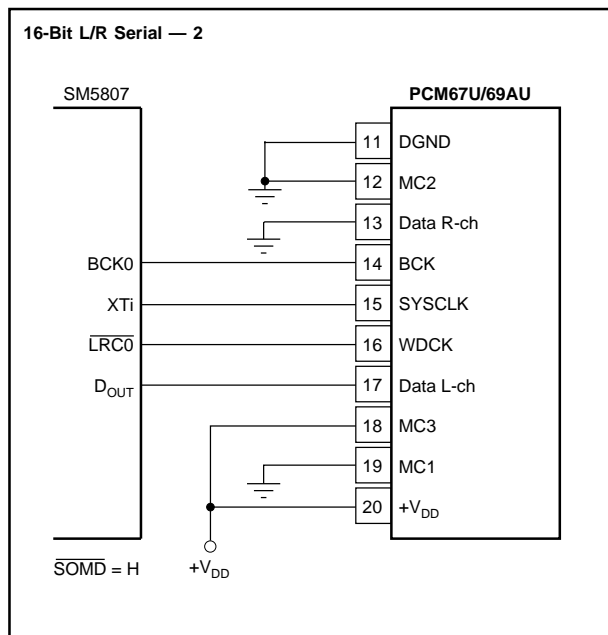 16-Bit L/R Serial — 2
SM5807
PCM67U/69AU
11 DGND
12 MC2
13 Data R-ch
BCK0 14 BCK
XTi 15 SYSCLK
LRC0 16 WDCK
DOUT 17 Data L-ch
18 MC3
19 MC1
20 +VDD
SOMD = H
+VDD